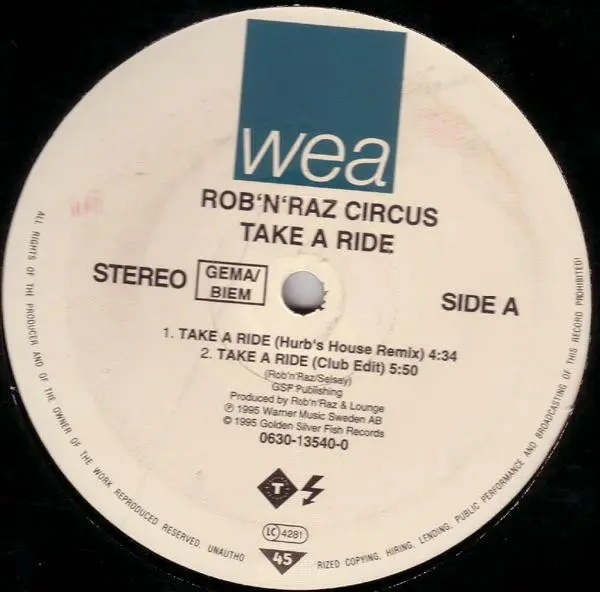 wea
ROB'N'RAZ CIRCUS
TAKE A RIDE
STEREO
GEMA/
BIEM
SIDE A
1. TAKE A RIDE (Hurb's House Remix) 4:34
2. TAKE A RIDE (Club Edit) 5:50
(Rob'n'Raz/Selsay)
GSF Publishing
Produced by Rob'n'Raz & Lounge
℗ 1995 Warner Music Sweden AB
© 1995 Golden Silver Fish Records
0630-13540-0
T
LC 4281
45
ALL RIGHTS OF THE PRODUCER AND OF THE OWNER OF THE WORK REPRODUCED RESERVED. UNAUTHO RIZED COPYING, HIRING, LENDING, PUBLIC PERFORMANCE AND BROADCASTING OF THIS RECORD PROHIBITED!